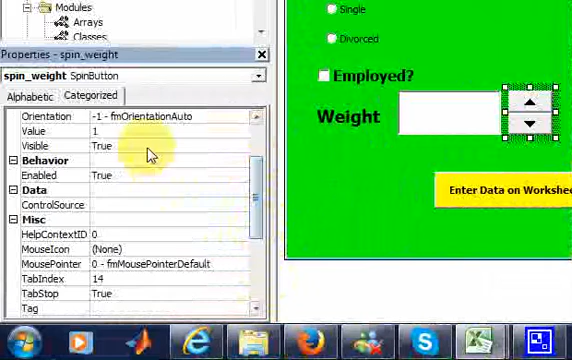 Modules
Arrays
Classes
Properties - spin_weight
spin_weight SpinButton
Alphabetic Categorized
Orientation -1 - fmOrientationAuto
Value 1
Visible True
Behavior
Enabled True
Data
ControlSource
Misc
HelpContextID 0
MouseIcon (None)
MousePointer 0 - fmMousePointerDefault
TabIndex 14
TabStop True
Tag
Single
Divorced
Employed?
Weight
Enter Data on Workshee